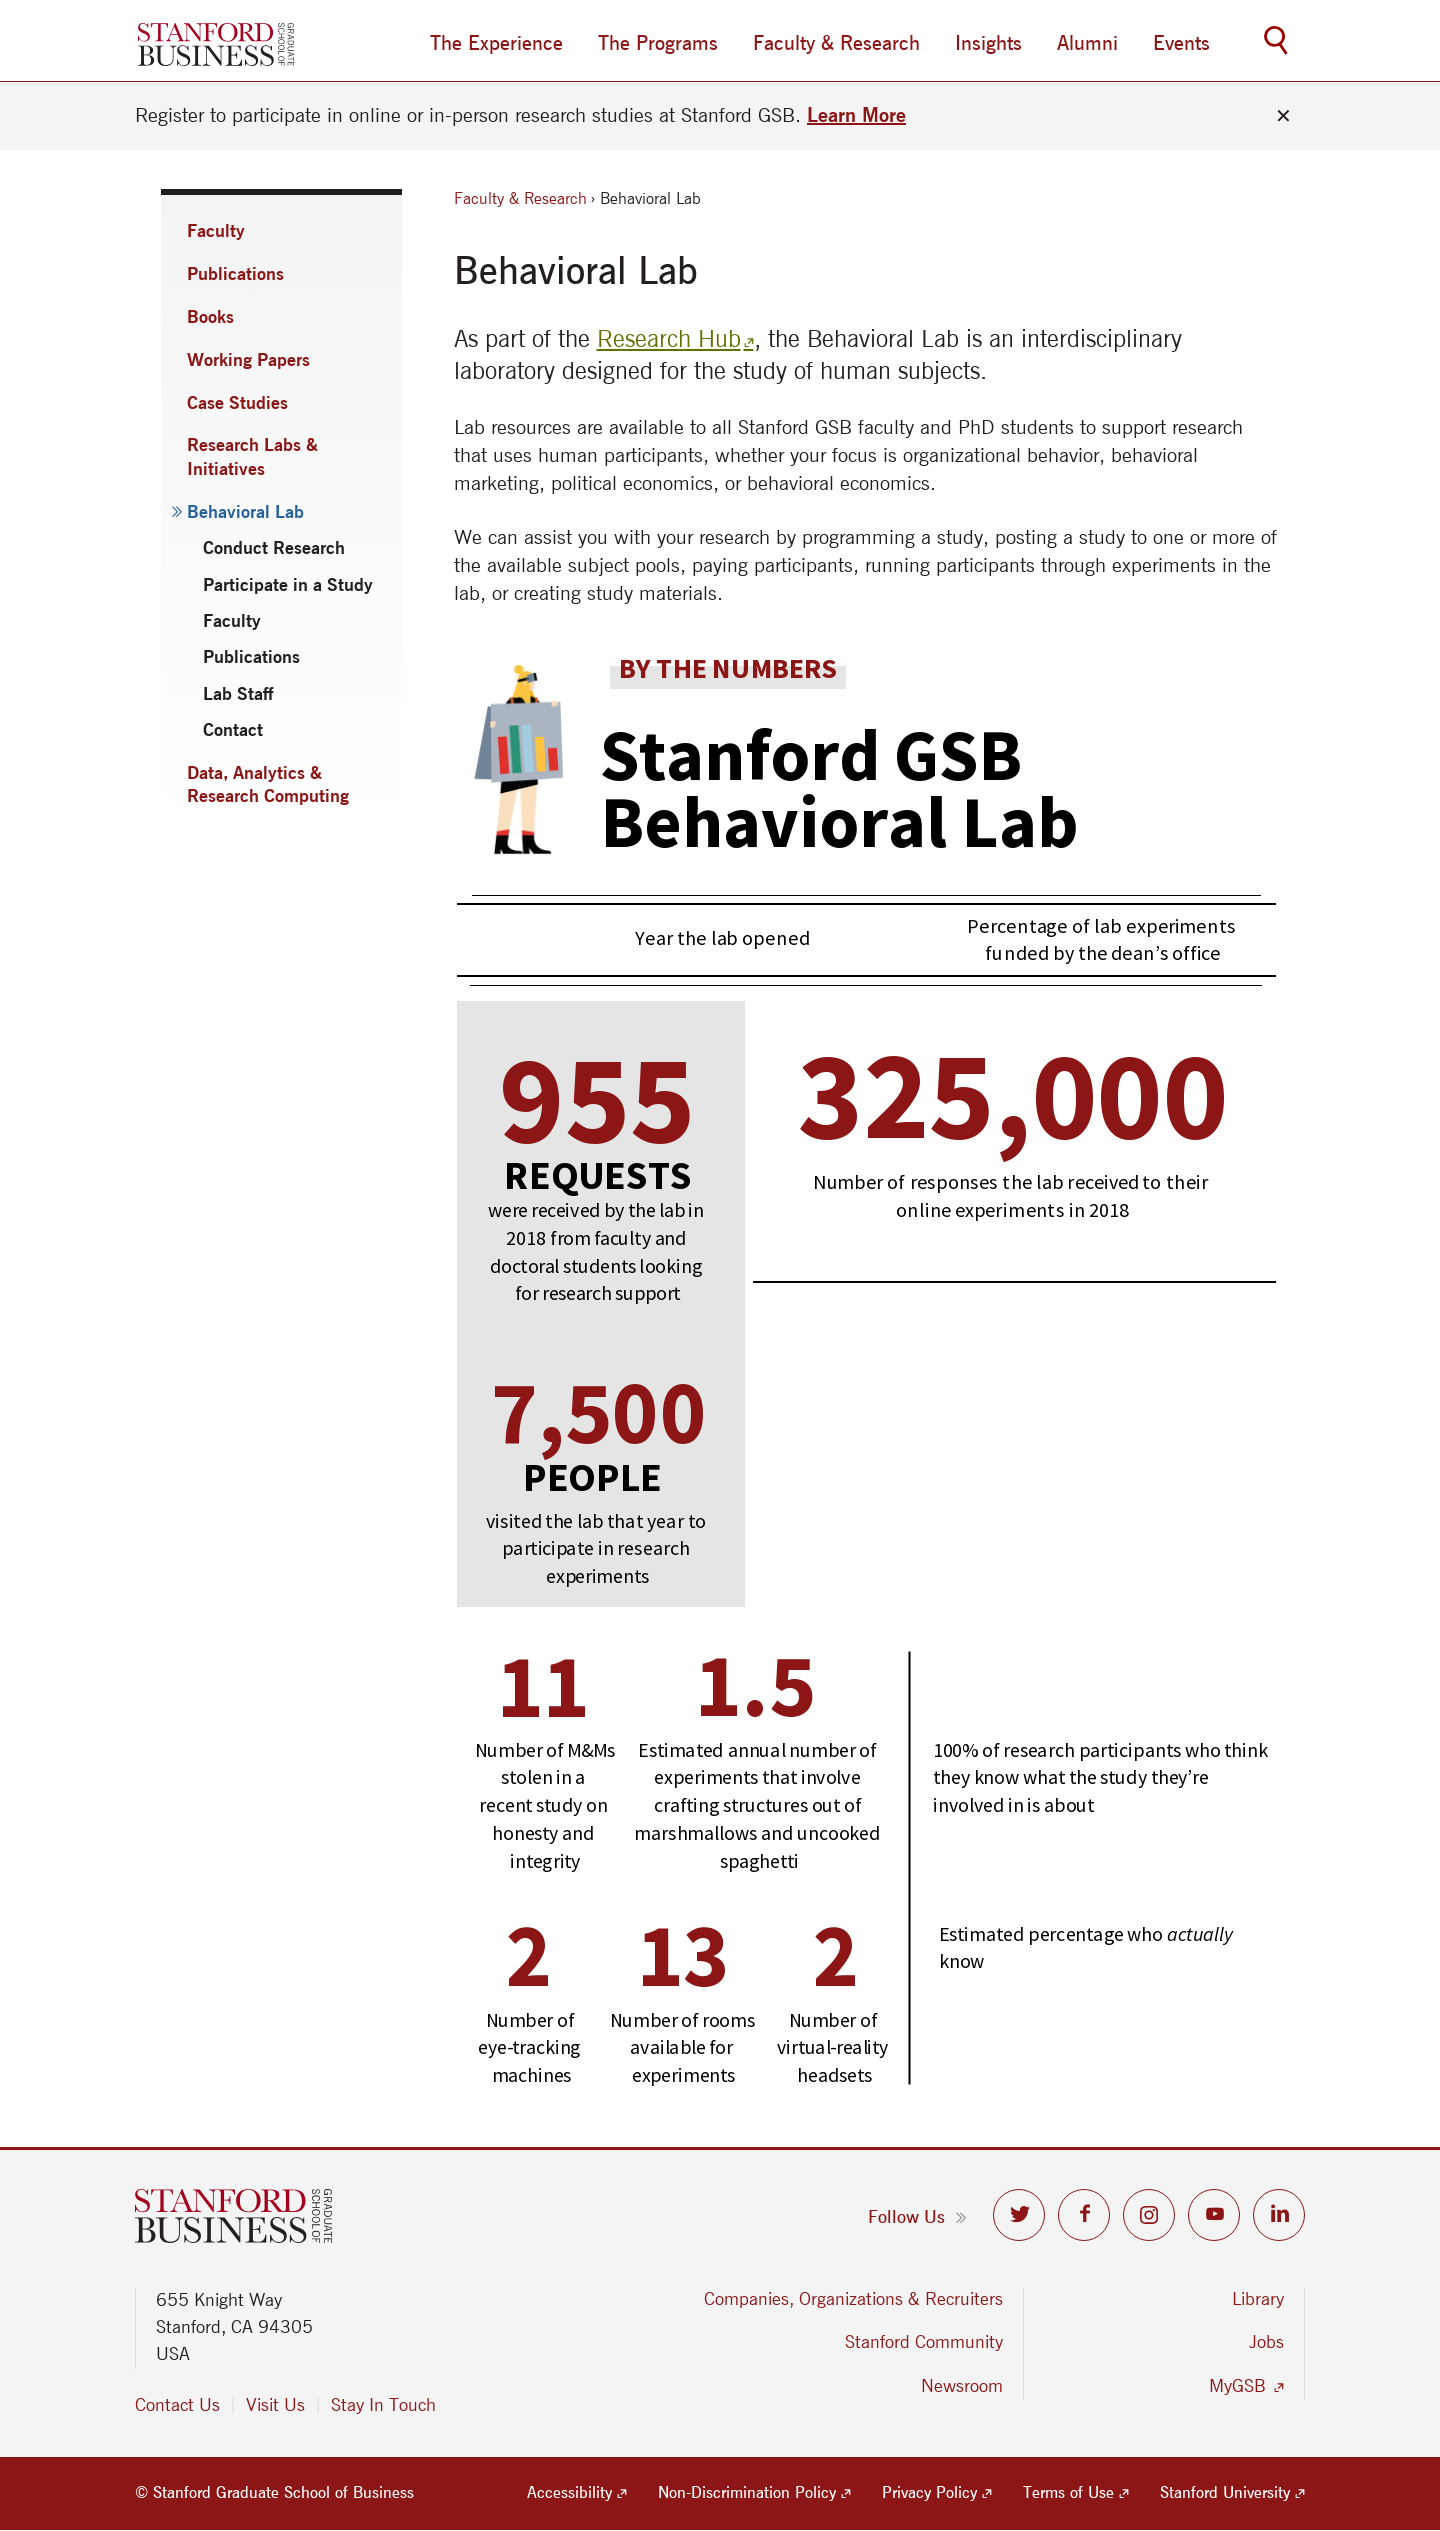 STANFORD
BUSINESS
GRADUATE
SCHOOL OF
The Experience
The Programs
Faculty & Research
Insights
Alumni
Events
Register to participate in online or in-person research studies at Stanford GSB. Learn More
Faculty
Publications
Books
Working Papers
Case Studies
Research Labs &
Initiatives
Behavioral Lab
Conduct Research
Participate in a Study
Faculty
Publications
Lab Staff
Contact
Data, Analytics &
Research Computing
Faculty & Research › Behavioral Lab
Behavioral Lab
As part of the Research Hub, the Behavioral Lab is an interdisciplinary
laboratory designed for the study of human subjects.
Lab resources are available to all Stanford GSB faculty and PhD students to support research
that uses human participants, whether your focus is organizational behavior, behavioral
marketing, political economics, or behavioral economics.
We can assist you with your research by programming a study, posting a study to one or more of
the available subject pools, paying participants, running participants through experiments in the
lab, or creating study materials.
BY THE NUMBERS
Stanford GSB
Behavioral Lab
Year the lab opened
Percentage of lab experiments
funded by the dean’s office
955
REQUESTS
were received by the lab in
2018 from faculty and
doctoral students looking
for research support
325,000
Number of responses the lab received to their
online experiments in 2018
7,500
PEOPLE
visited the lab that year to
participate in research
experiments
11
Number of M&Ms
stolen in a
recent study on
honesty and
integrity
1.5
Estimated annual number of
experiments that involve
crafting structures out of
marshmallows and uncooked
spaghetti
100% of research participants who think
they know what the study they’re
involved in is about
2
Number of
eye-tracking
machines
13
Number of rooms
available for
experiments
2
Number of
virtual-reality
headsets
Estimated percentage who actually
know
STANFORD
BUSINESS
GRADUATE
SCHOOL OF
Follow Us
655 Knight Way
Stanford, CA 94305
USA
Contact Us | Visit Us | Stay In Touch
Companies, Organizations & Recruiters
Stanford Community
Newsroom
Library
Jobs
MyGSB
© Stanford Graduate School of Business
Accessibility
Non-Discrimination Policy
Privacy Policy
Terms of Use
Stanford University